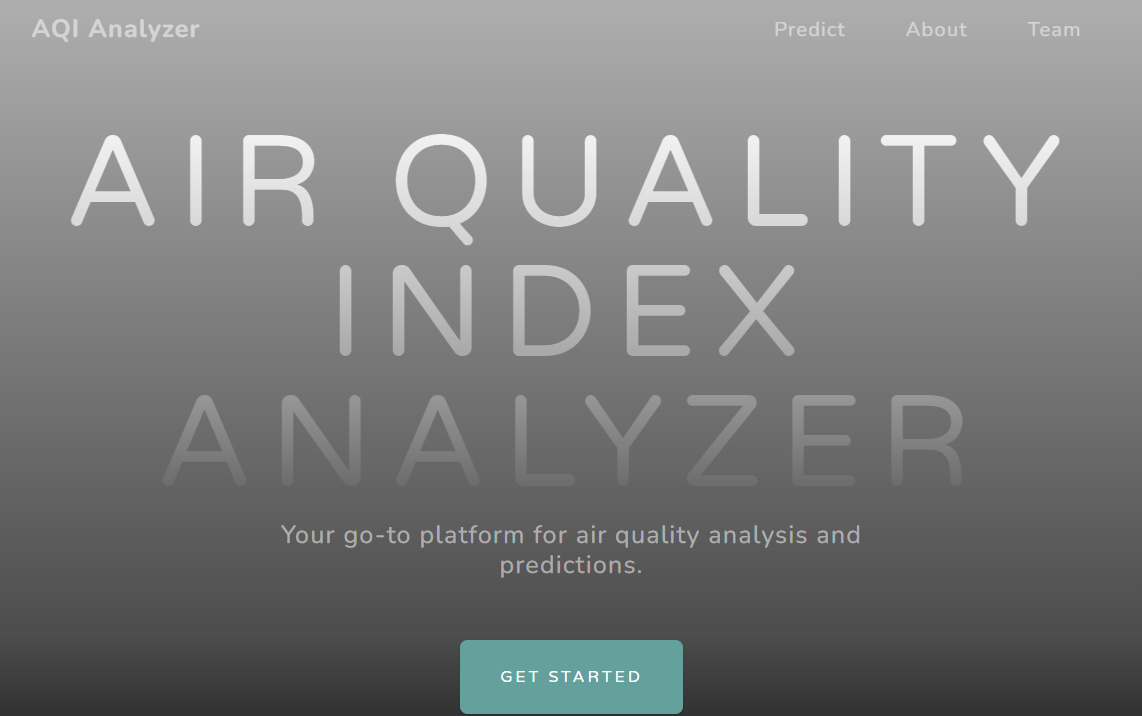 AQI Analyzer
Predict About Team
AIR QUALITY
INDEX
ANALYZER
Your go-to platform for air quality analysis and
predictions.
GET STARTED